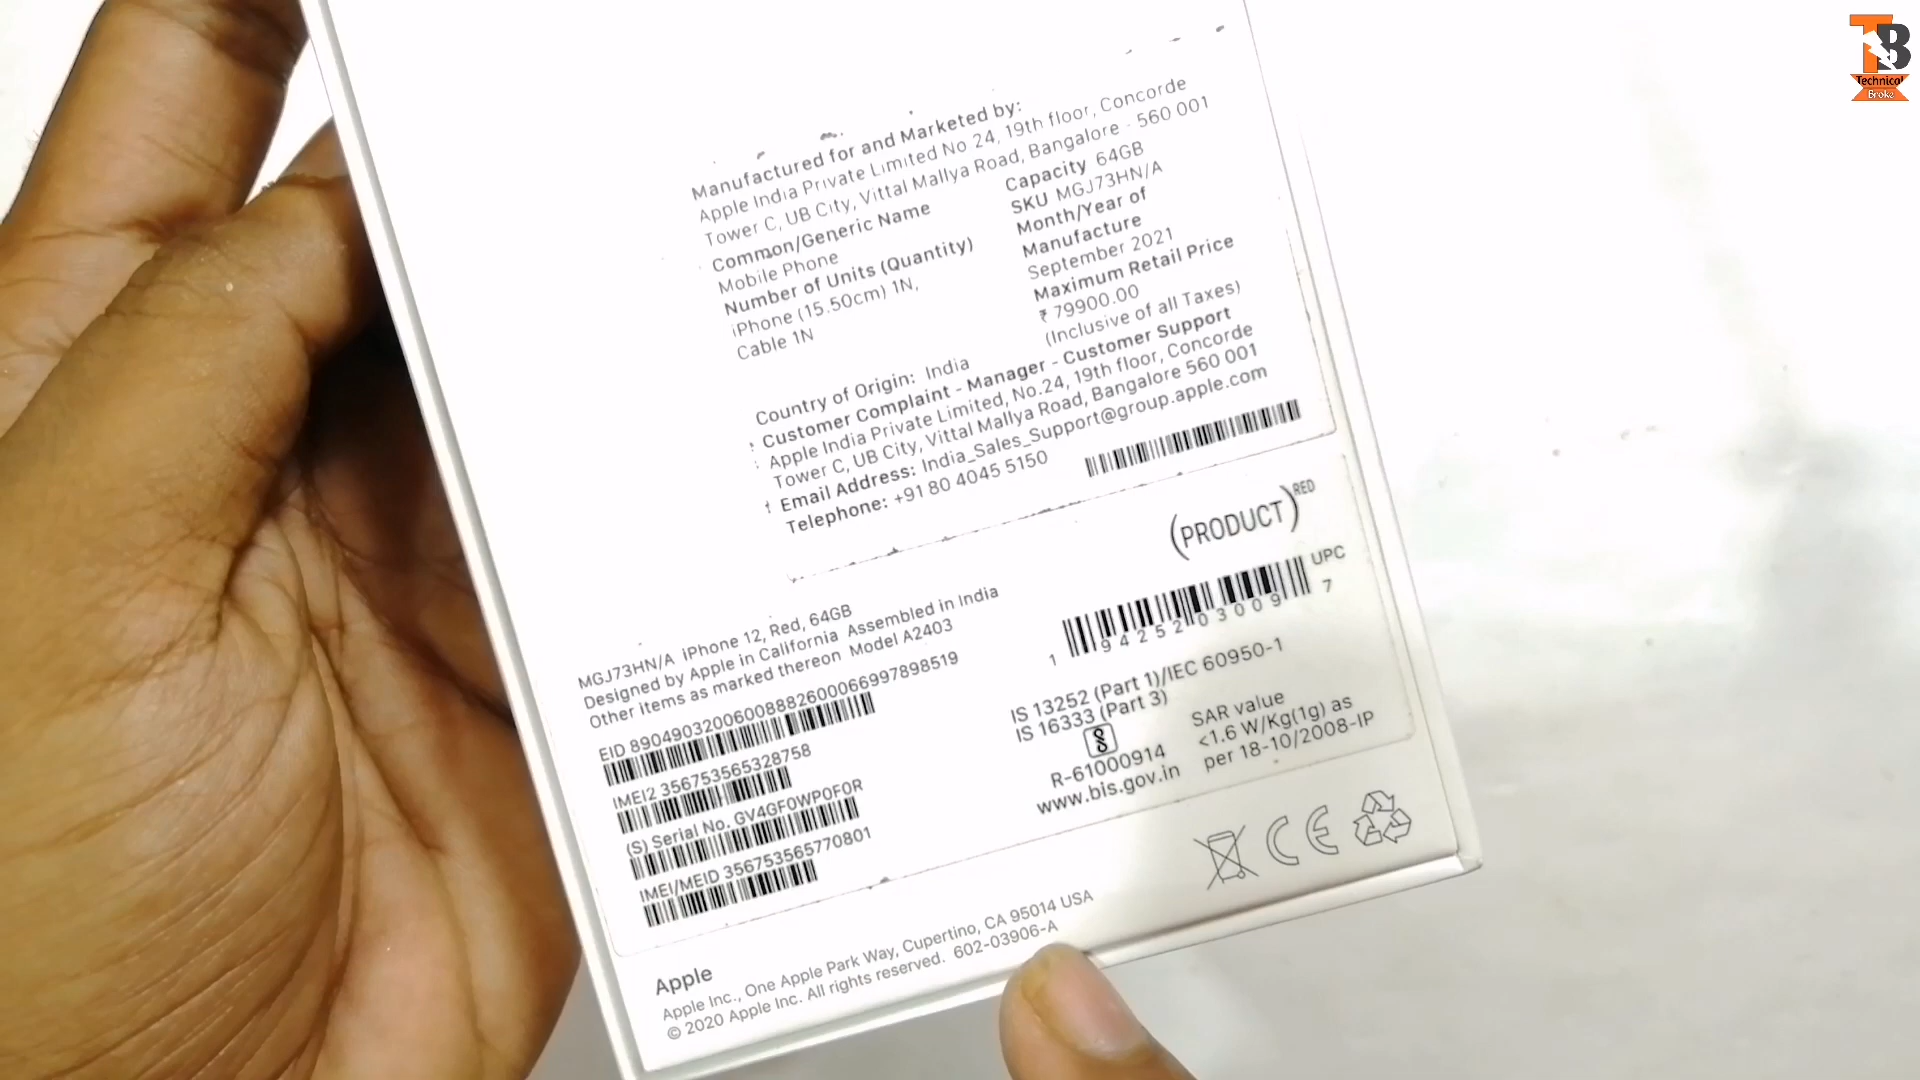 TB
Technical
Broke
Manufactured for and Marketed by:
Apple India Private Limited No 24, 19th floor, Concorde
Tower C, UB City, Vittal Mallya Road, Bangalore - 560 001
Common/Generic Name
Mobile Phone
Number of Units (Quantity)
iPhone (15.50cm) 1N,
Cable 1N
Capacity 64GB
SKU MGJ73HN/A
Month/Year of
Manufacture
September 2021
Maximum Retail Price
₹ 79900.00
(Inclusive of all Taxes)
Country of Origin: India
Customer Complaint - Manager - Customer Support
Apple India Private Limited, No.24, 19th floor, Concorde
Tower C, UB City, Vittal Mallya Road, Bangalore 560 001
Email Address: India_Sales_Support@group.apple.com
Telephone: +91 80 4045 5150
(PRODUCT)RED
MGJ73HN/A iPhone 12, Red, 64GB
Designed by Apple in California Assembled in India
Other items as marked thereon Model A2403
EID 89049032006008882600066997898519
IMEI2 356753565328758
(S) Serial No. GV4GF0WP0F0R
IMEI/MEID 356753565770801
UPC
1 94252 03009 7
IS 13252 (Part 1)/IEC 60950-1
IS 16333 (Part 3)
R-61000914
www.bis.gov.in
SAR value
<1.6 W/Kg(1g) as
per 18-10/2008-IP
CE
Apple
Apple Inc., One Apple Park Way, Cupertino, CA 95014 USA
© 2020 Apple Inc. All rights reserved. 602-03906-A